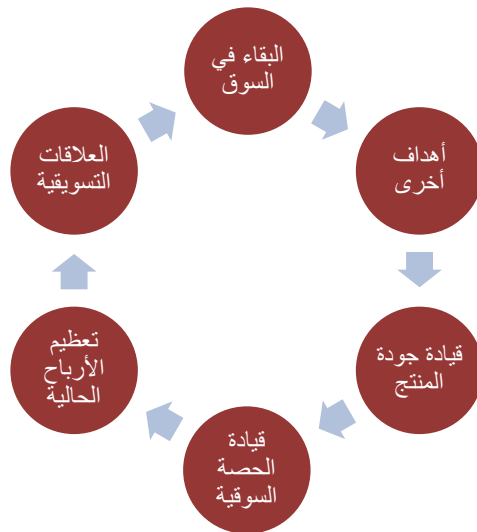 البقاء في
السوق
أهداف
أخرى
قيادة جودة
المنتج
قيادة
الحصة
السوقية
تعظيم
الأرباح
الحالية
العلاقات
التسويقية